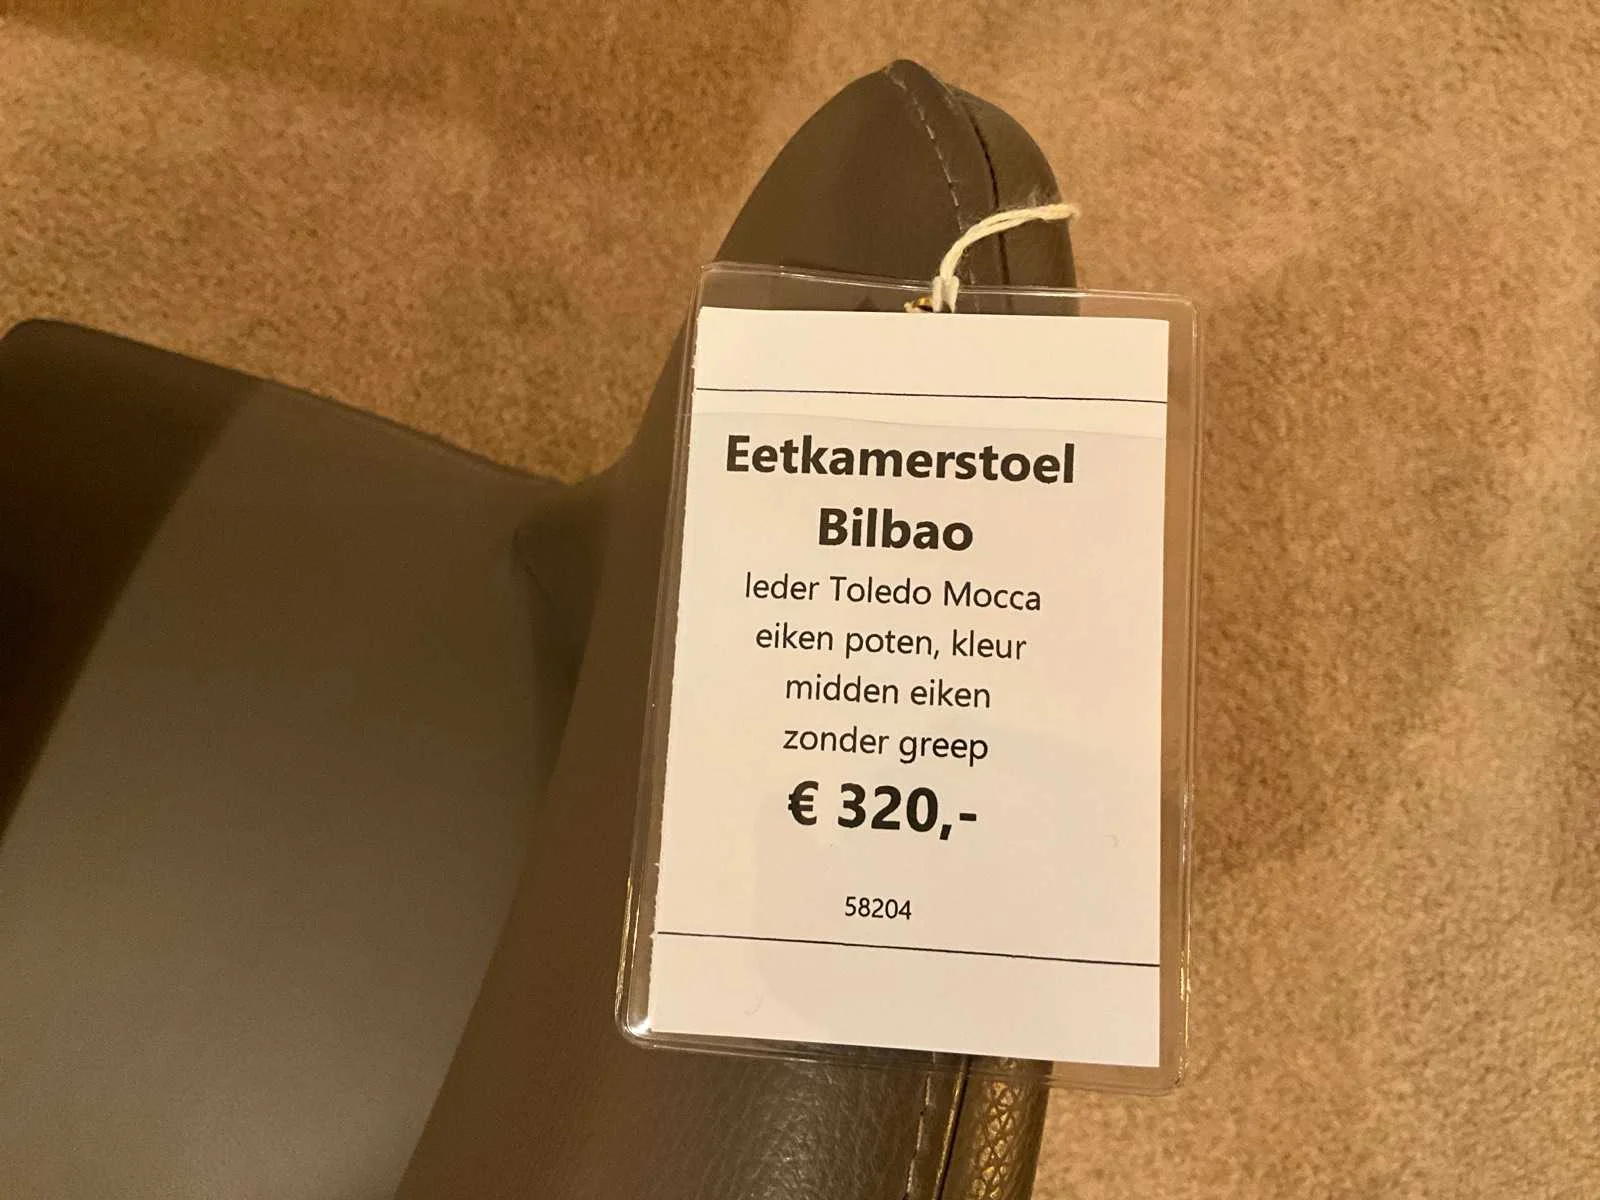 Eetkamerstoel
Bilbao
leder Toledo Mocca
eiken poten, kleur
midden eiken
zonder greep
€ 320,-
58204